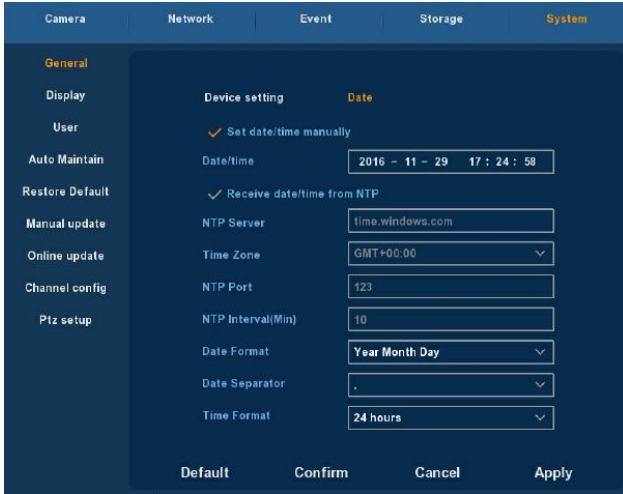 Camera Network Event Storage System
General
Display
User
Auto Maintain
Restore Default
Manual update
Online update
Channel config
Ptz setup
Device setting Date
Set date/time manually
Date/time 2016 - 11 - 29 17 : 24 : 58
Receive date/time from NTP
NTP Server time.windows.com
Time Zone GMT+00:00
NTP Port 123
NTP Interval(Min) 10
Date Format Year Month Day
Date Separator .
Time Format 24 hours
Default Confirm Cancel Apply